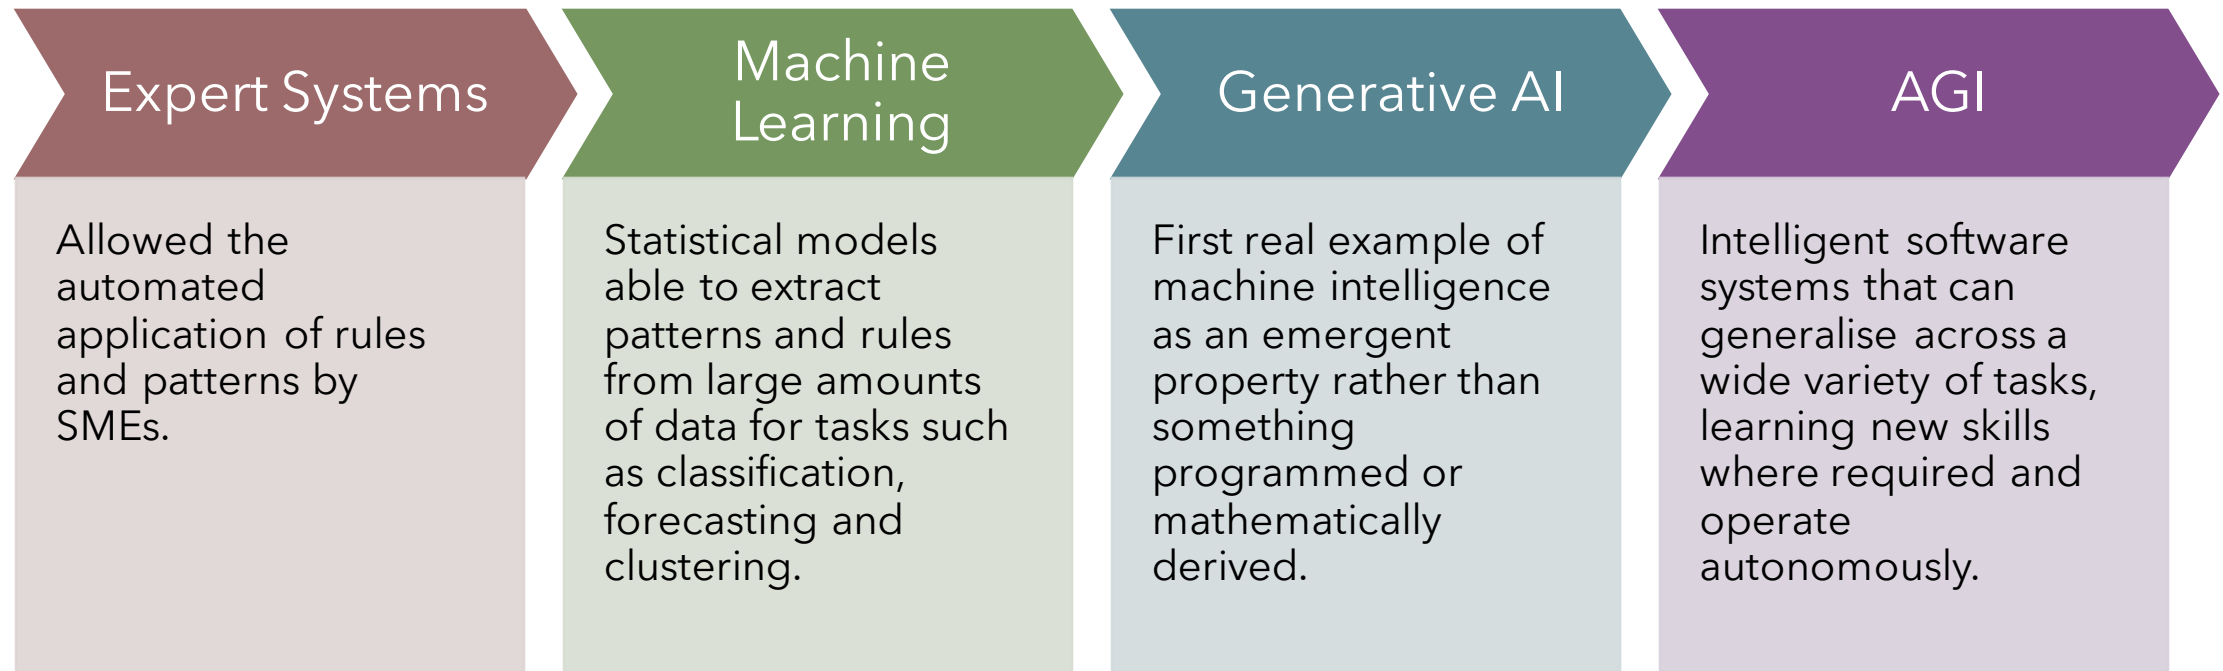 Expert Systems
Allowed the
automated
application of rules
and patterns by
SMEs.
Machine
Learning
Statistical models
able to extract
patterns and rules
from large amounts
of data for tasks such
as classification,
forecasting and
clustering.
Generative AI
First real example of
machine intelligence
as an emergent
property rather than
something
programmed or
mathematically
derived.
AGI
Intelligent software
systems that can
generalise across a
wide variety of tasks,
learning new skills
where required and
operate
autonomously.